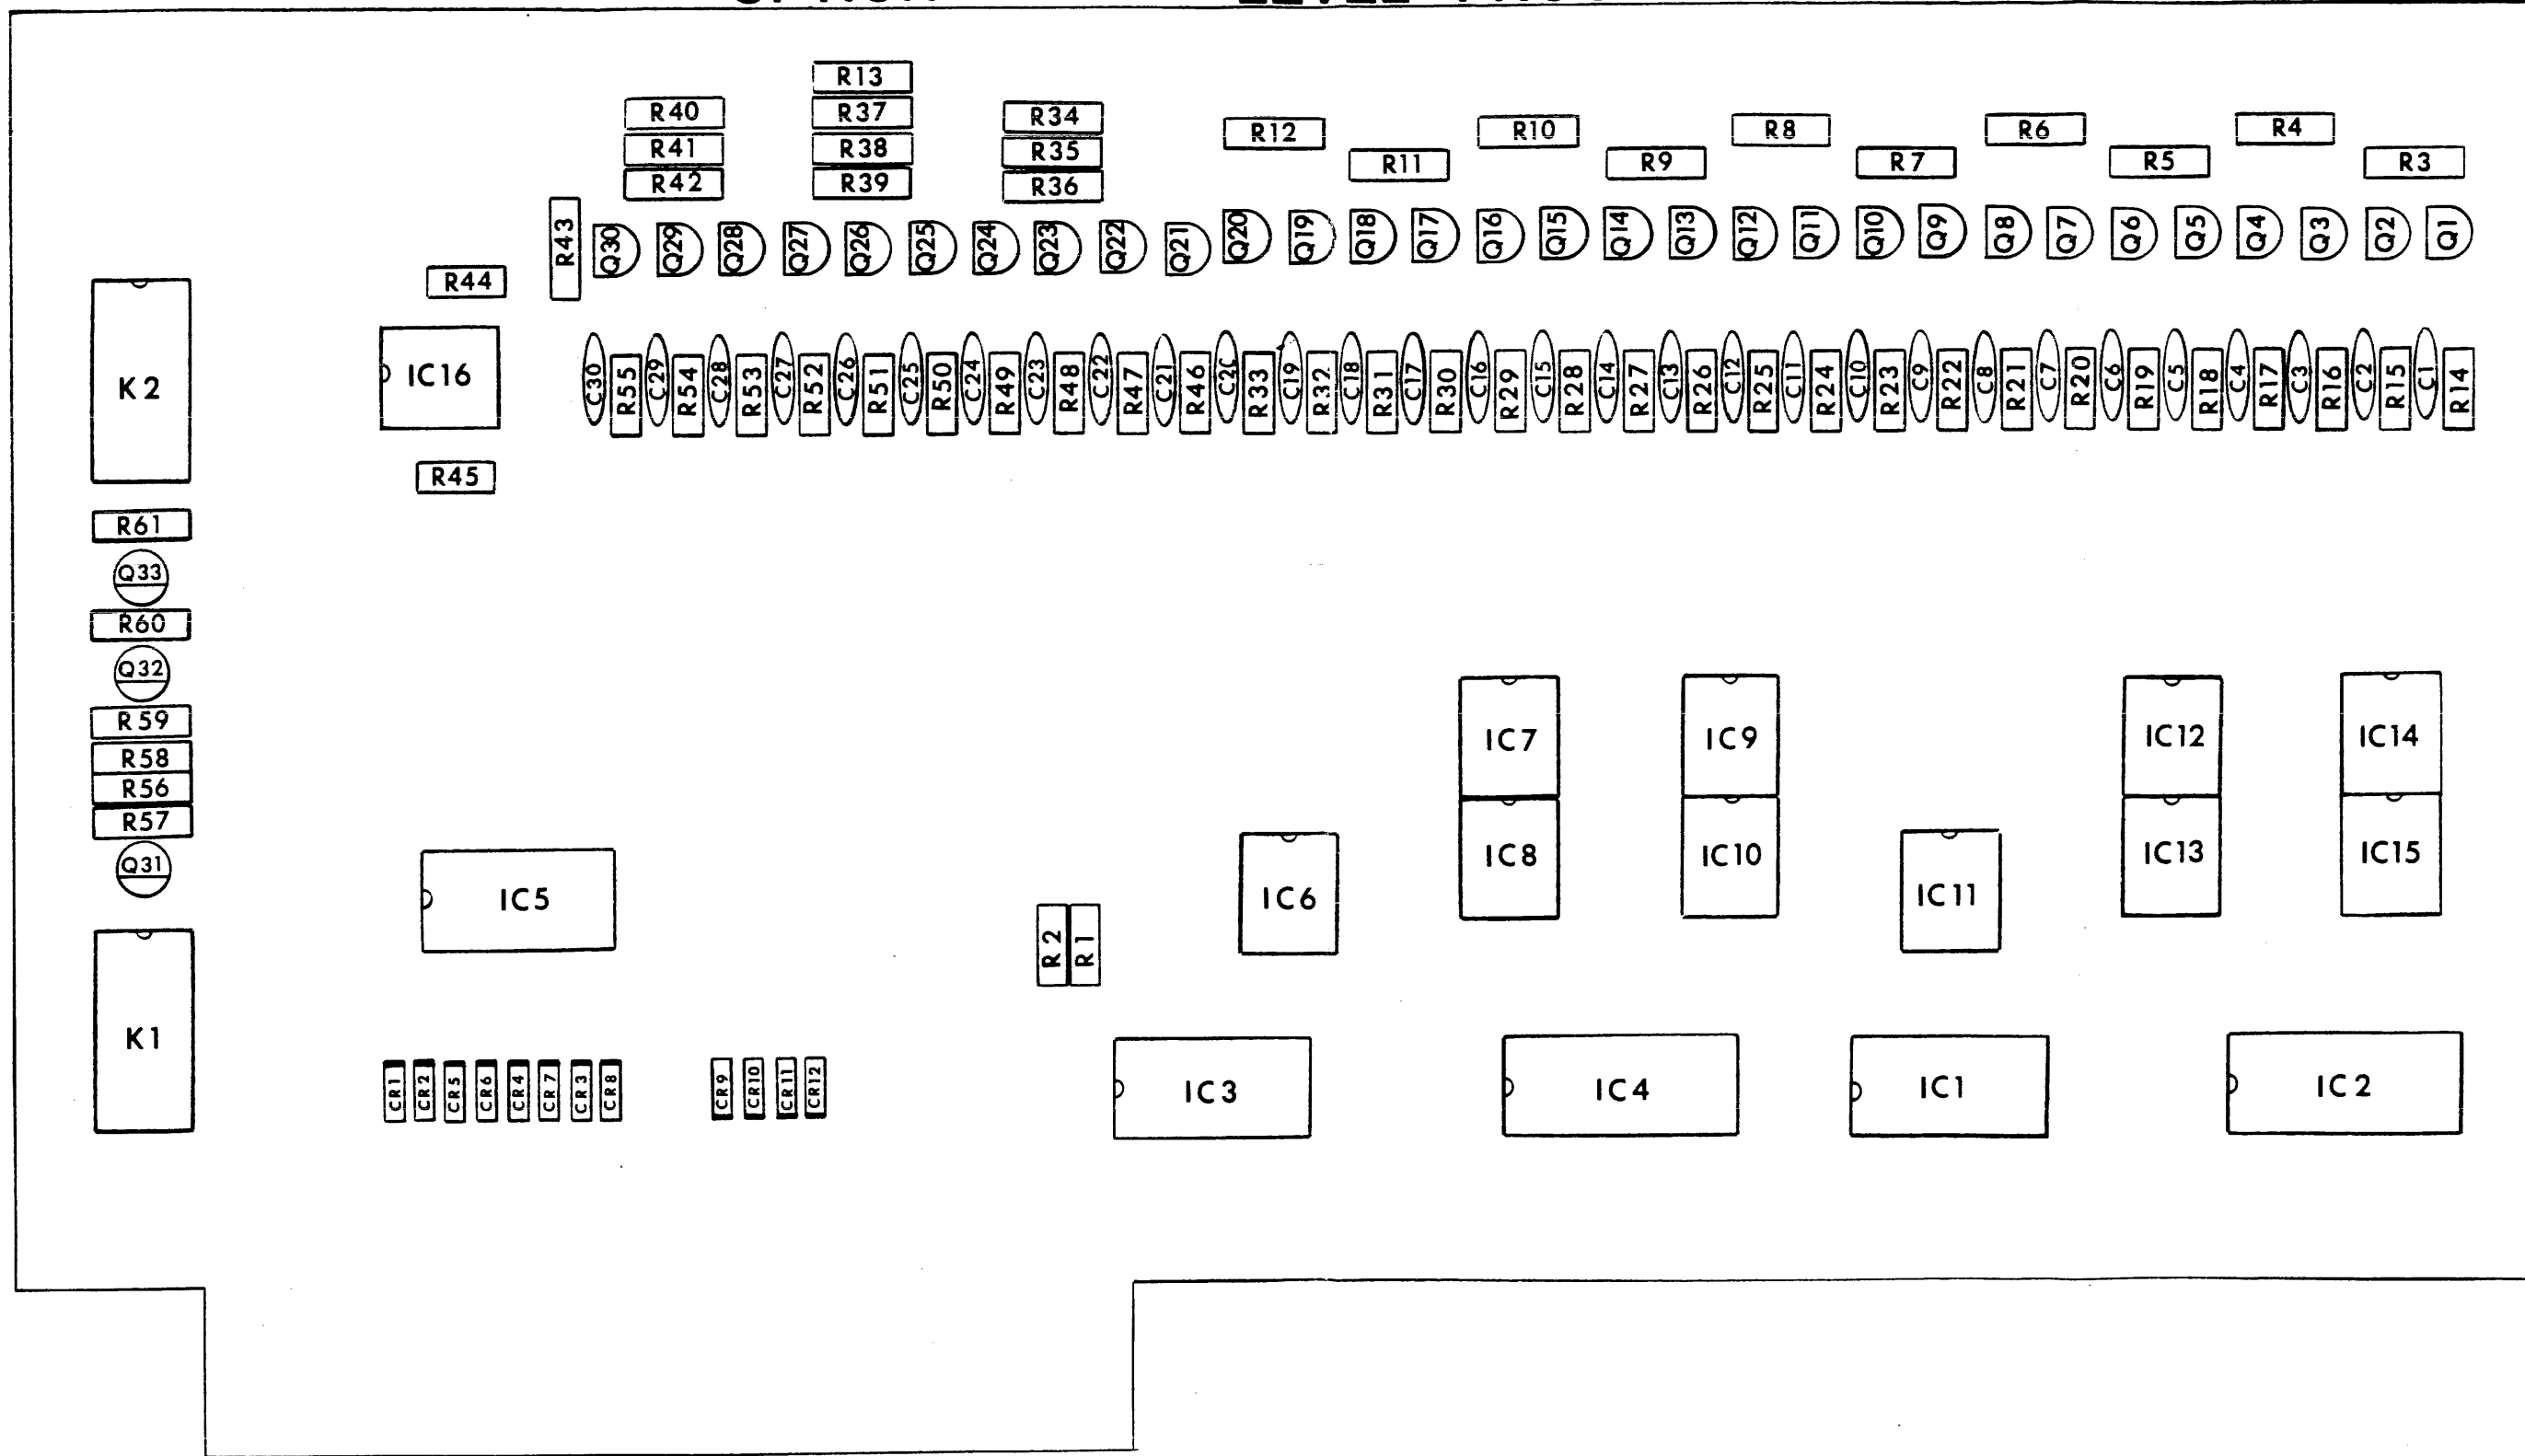 R13
R40 R37 R34 R12 R10 R8 R6 R4
R41 R38 R35 R11 R9 R7 R5 R3
R42 R39 R36
R43 Q30 Q29 Q28 Q27 Q26 Q25 Q24 Q23 Q22 Q21 Q20 Q19 Q18 Q17 Q16 Q15 Q14 Q13 Q12 Q11 Q10 Q9 Q8 Q7 Q6 Q5 Q4 Q3 Q2 Q1
R44
K2 IC16 C30 R55 C29 R54 C28 R53 C27 R52 C26 R51 C25 R50 C24 R49 C23 R48 C22 R47 C21 R46 C20 R33 C19 R32 C18 R31 C17 R30 C16 R29 C15 R28 C14 R27 C13 R26 C12 R25 C11 R24 C10 R23 C9 R22 C8 R21 C7 R20 C6 R19 C5 R18 C4 R17 C3 R16 C2 R15 C1 R14
R45
R61
Q33
R60
Q32
R59
R58 IC7 IC9 IC12 IC14
R56
R57
Q31 IC8 IC10 IC13 IC15
IC5 IC6 IC11
R2 R1
K1
CR1 CR2 CR5 CR6 CR4 CR7 CR3 CR8 CR9 CR10 CR11 CR12 IC3 IC4 IC1 IC2